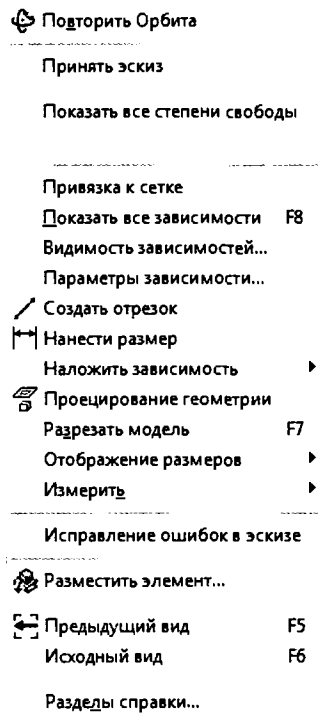 Повторить Орбита
Принять эскиз
Показать все степени свободы
Привязка к сетке
Показать все зависимости F8
Видимость зависимостей...
Параметры зависимости...
Создать отрезок
Нанести размер
Наложить зависимость
Проецирование геометрии
Разрезать модель F7
Отображение размеров
Измерить
Исправление ошибок в эскизе
Разместить элемент...
Предыдущий вид F5
Исходный вид F6
Разделы справки...